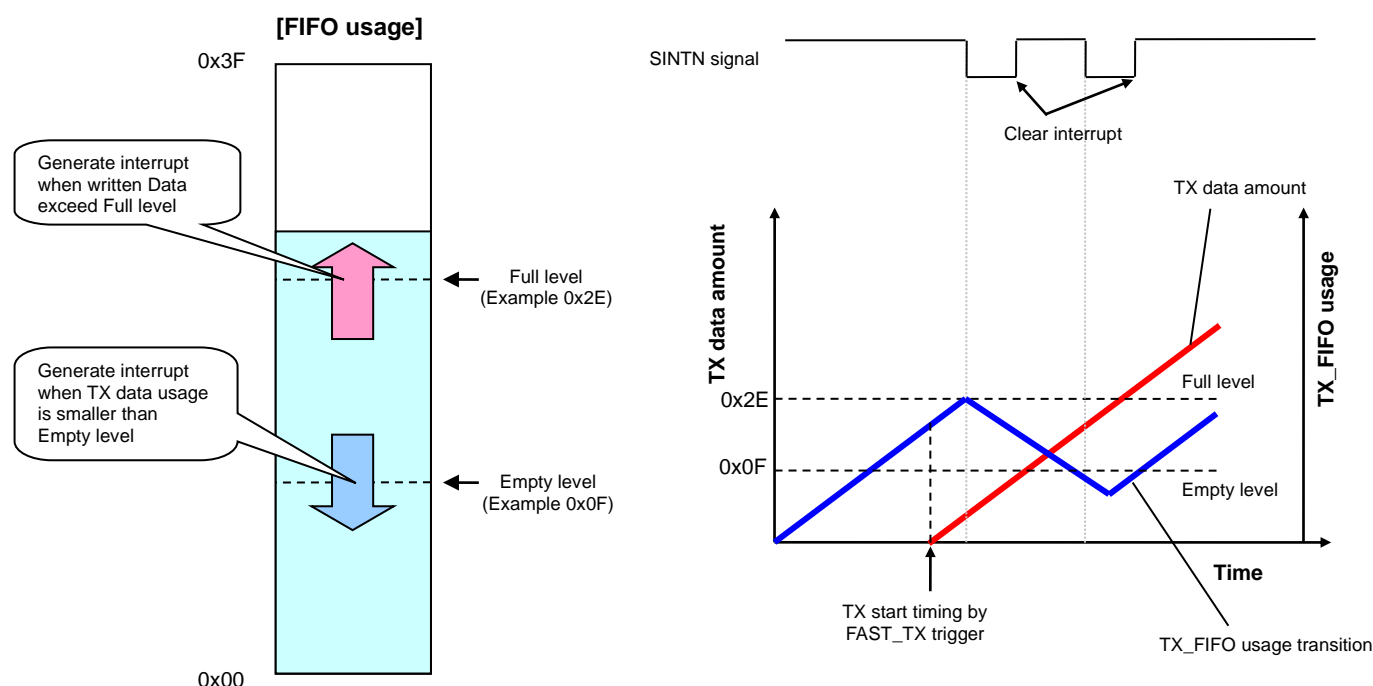 [FIFO usage]
0x3F
Generate interrupt
when written Data
exceed Full level
Full level
(Example 0x2E)
Generate interrupt
when TX data usage
is smaller than
Empty level
Empty level
(Example 0x0F)
0x00
SINTN signal
Clear interrupt
TX data amount
TX data amount
TX_FIFO usage
0x2E
Full level
0x0F
Empty level
Time
TX start timing by
FAST_TX trigger
TX_FIFO usage transition